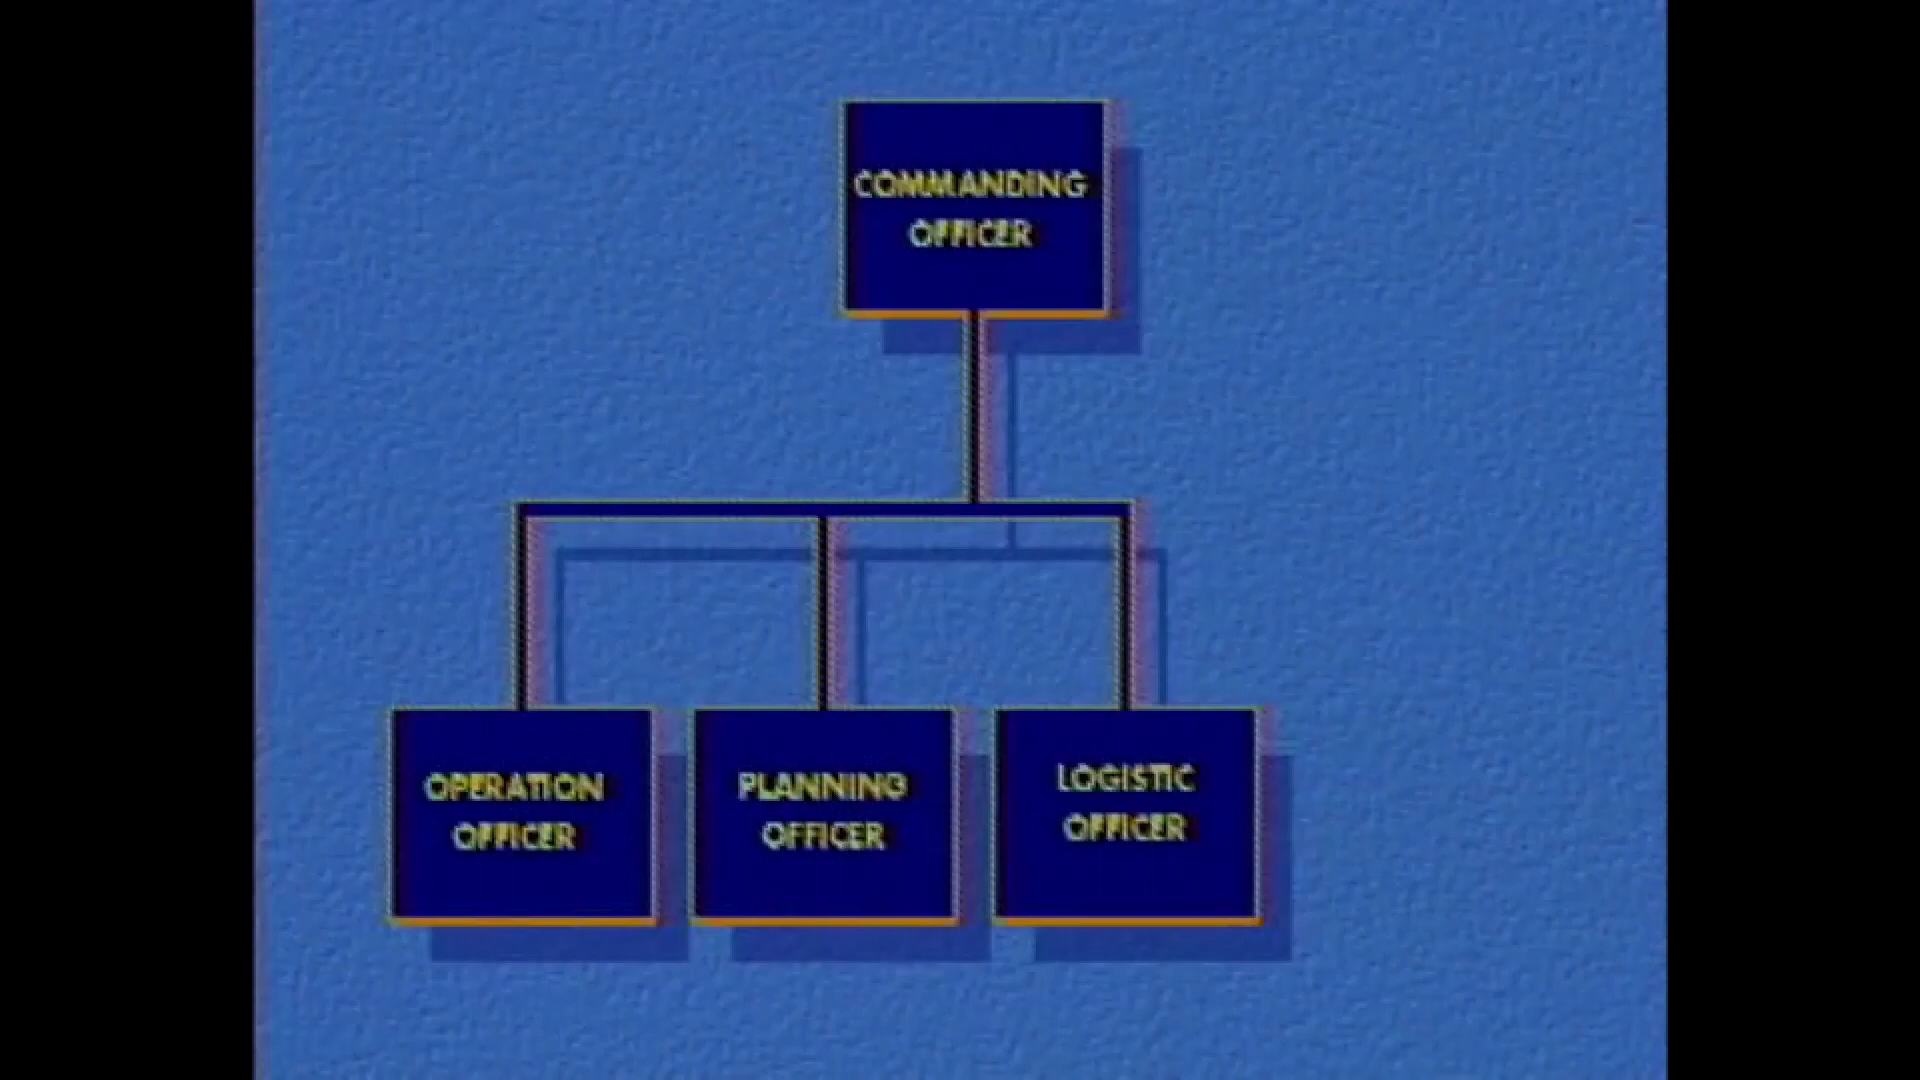 COMMANDING
OFFICER
OPERATION
OFFICER
PLANNING
OFFICER
LOGISTIC
OFFICER